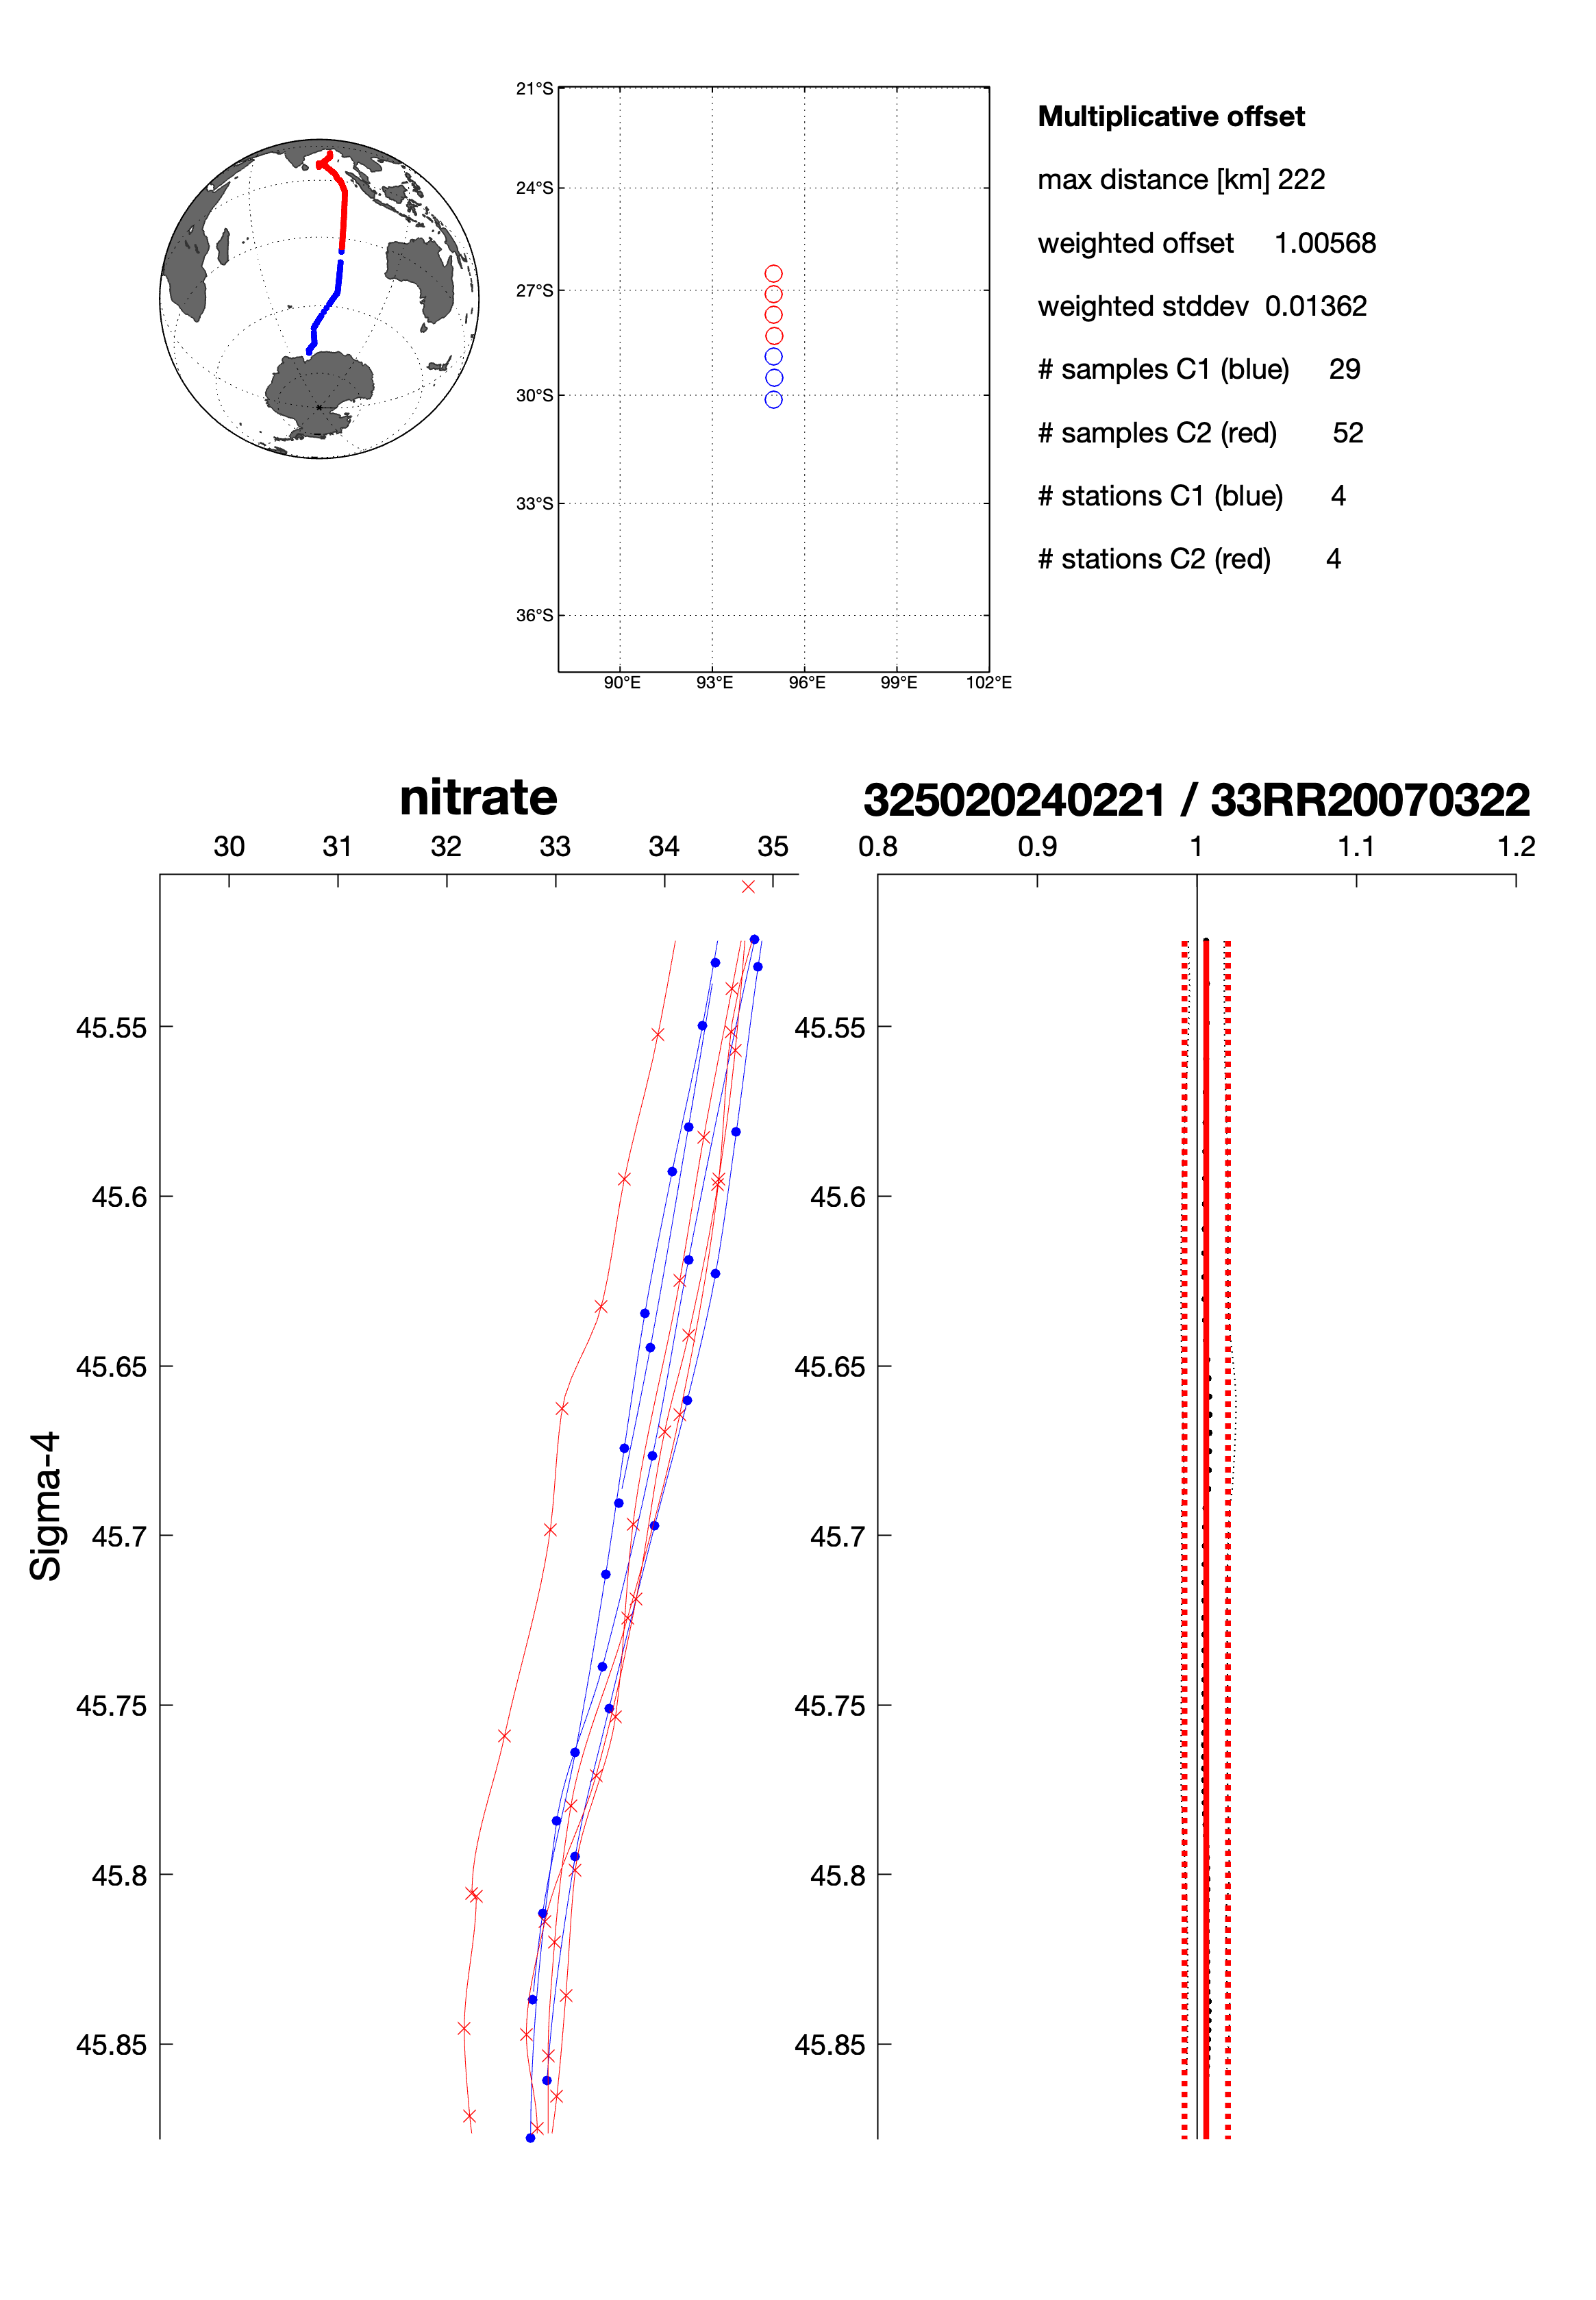 21°S
24°S
27°S
30°S
33°S
36°S
90°E 93°E 96°E 99°E 102°E
Multiplicative offset
max distance [km] 222
weighted offset 1.00568
weighted stddev 0.01362
# samples C1 (blue) 29
# samples C2 (red) 52
# stations C1 (blue) 4
# stations C2 (red) 4
nitrate
30 31 32 33 34 35
45.55
45.6
45.65
45.7
45.75
45.8
45.85
Sigma-4
325020240221 / 33RR20070322
0.8 0.9 1 1.1 1.2
45.55
45.6
45.65
45.7
45.75
45.8
45.85